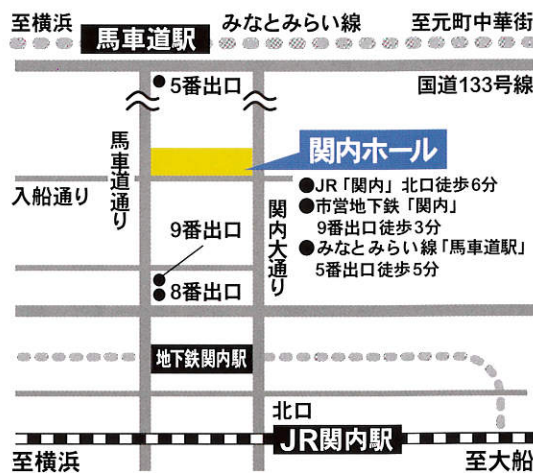 至横浜
みなとみらい線
至元町中華街
馬車道駅
5番出口
国道133号線
馬車道通り
関内ホール
入船通り
●JR「関内」北口徒歩6分
●市営地下鉄「関内」
9番出口徒歩3分
●みなとみらい線「馬車道駅」
5番出口徒歩5分
関内大通り
9番出口
8番出口
地下鉄関内駅
北口
JR関内駅
至横浜
至大船